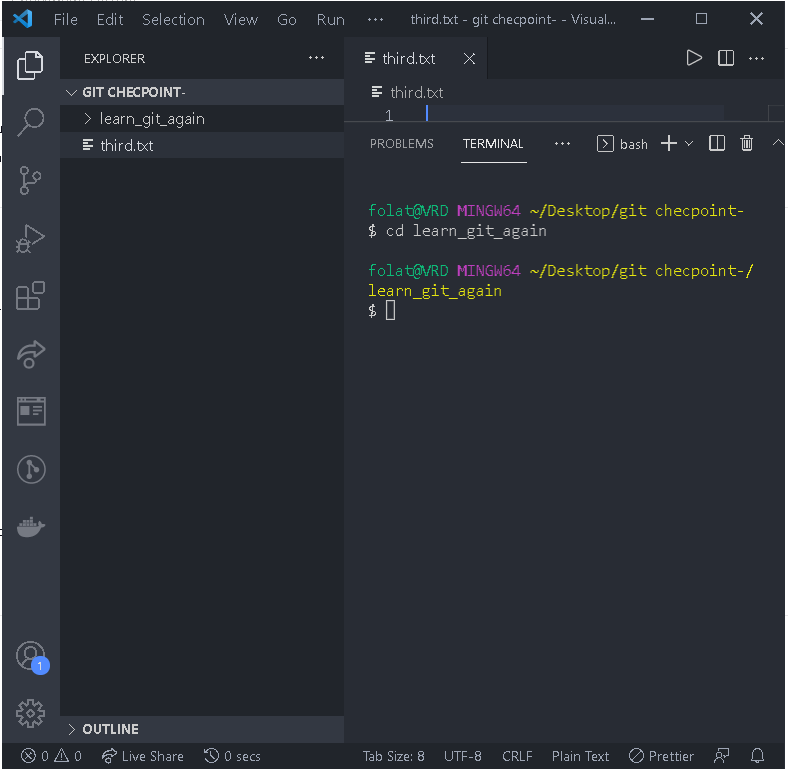 File Edit Selection View Go Run ··· third.txt - git checpoint- - Visual...
EXPLORER ···
GIT CHECPOINT-
learn_git_again
third.txt
third.txt
third.txt
1
PROBLEMS TERMINAL ··· bash
folat@VRD MINGW64 ~/Desktop/git checpoint-
$ cd learn_git_again
folat@VRD MINGW64 ~/Desktop/git checpoint-/
learn_git_again
$
1
OUTLINE
0 0 Live Share 0 secs Tab Size: 8 UTF-8 CRLF Plain Text Prettier